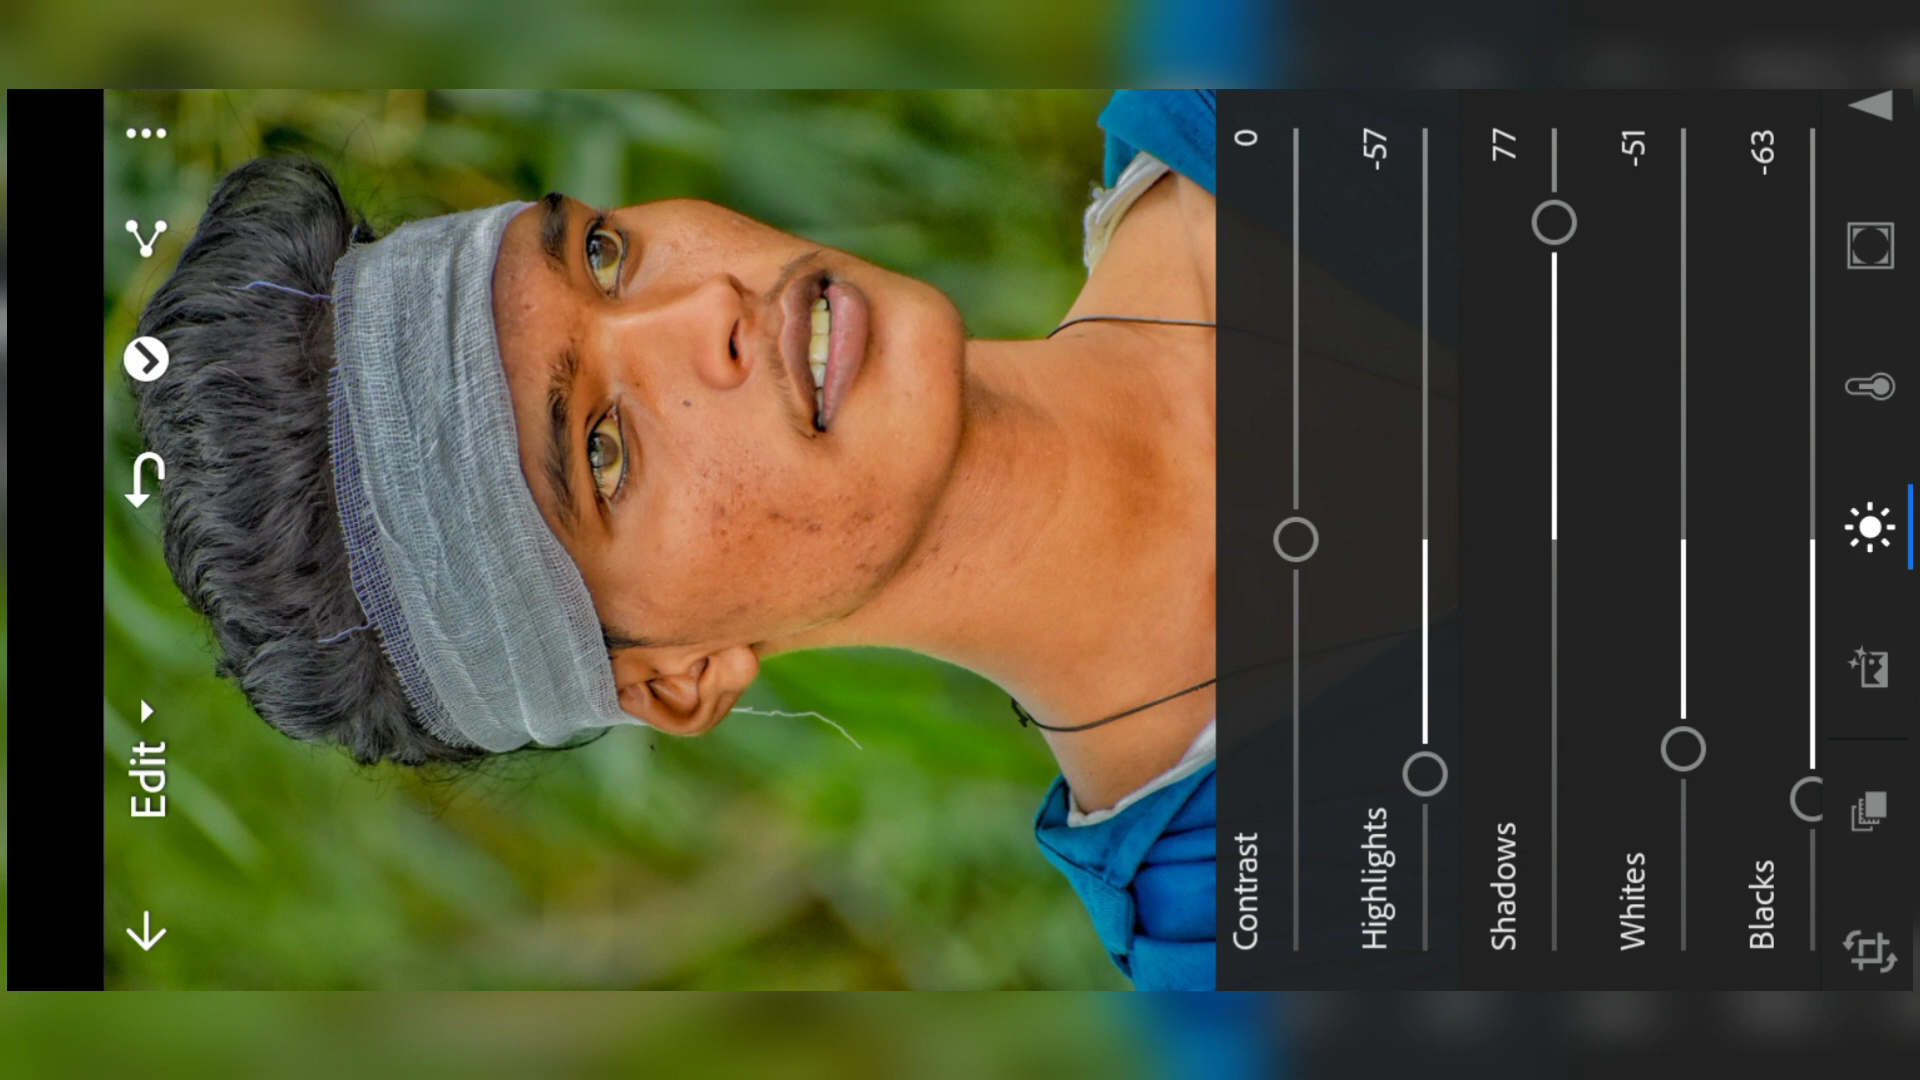 Edit
Contrast 0
Highlights -57
Shadows 77
Whites -51
Blacks -63